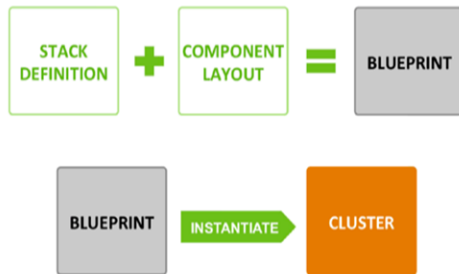 STACK
DEFINITION
+
COMPONENT
LAYOUT
=
BLUEPRINT
BLUEPRINT
INSTANTIATE
CLUSTER